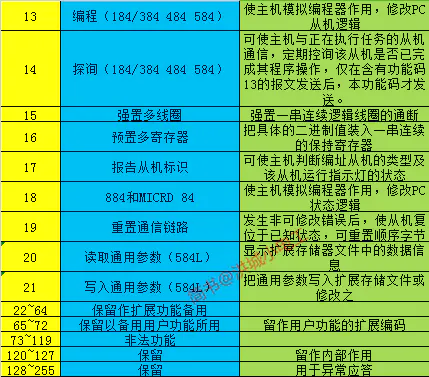 13 编程（184/384 484 584） 使主机模拟编程器作用，修改PC
从机逻辑
14 探询（184/384 484 584） 可使主机与正在执行任务的从机
通信，定期控询该从机是否已完
成其程序操作，仅在含有功能码
13的报文发送后，本功能码才发
送。
15 强置多线圈 强置一串连续逻辑线圈的通断
16 预置多寄存器 把具体的二进制值装入一串连续
的保持寄存器
17 报告从机标识 可使主机判断编址从机的类型及
该从机运行指示灯的状态
18 884和MICRD 84 使主机模拟编程器作用，修改PC
状态逻辑
19 重置通信链路 发生非可修改错误后，使从机复
位于已知状态，可重置顺序字节
20 读取通用参数（584L） 显示扩展存储器文件中的数据信
息
21 写入通用参数（584L） 把通用参数写入扩展存储文件或
修改之
22~64 保留作扩展功能备用
65~72 保留以备用用户功能所用 留作用户功能的扩展编码
73~119 非法功能
120~127 保留 留作内部作用
128~255 保留 用于异常应答